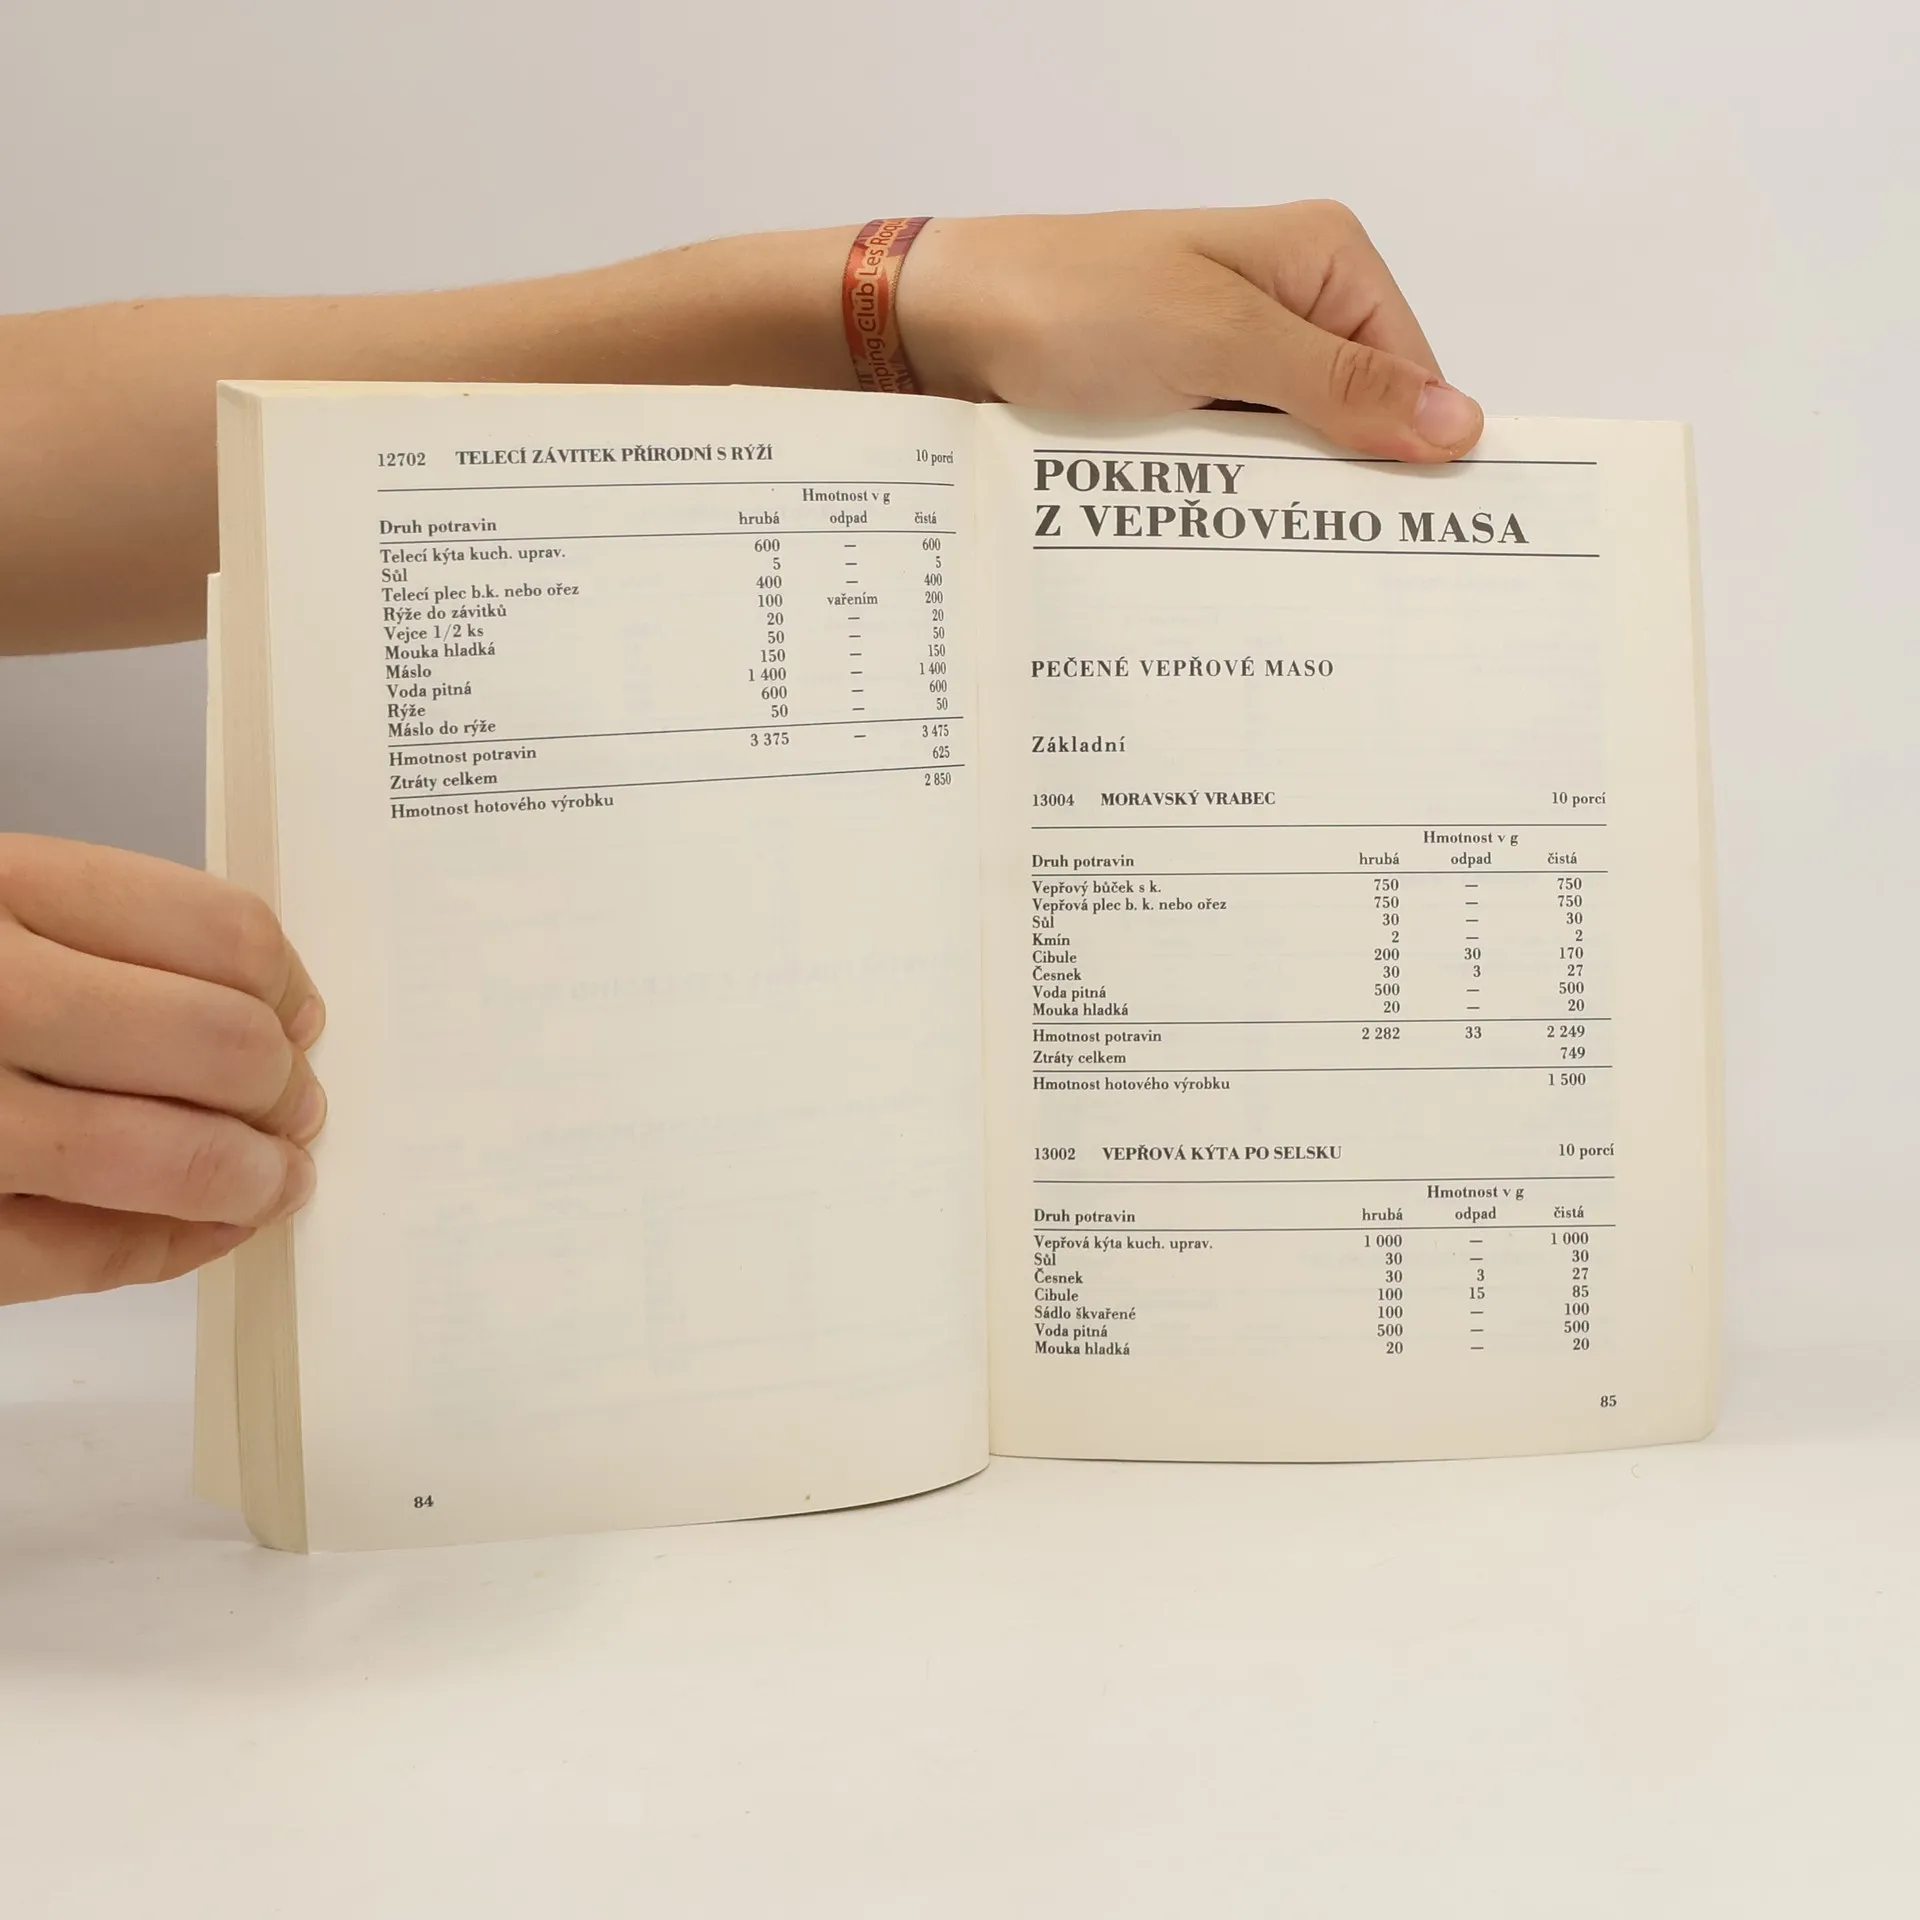 mping Club Les Roq
12702 TELECÍ ZÁVITEK PŘÍRODNÍ S RÝŽÍ 10 porcí
Hmotnost v g
Druh potravin hrubá odpad čistá
Telecí kýta kuch. uprav. 600 — 600
Sůl 5 — 5
Telecí plec b.k. nebo ořez 400 — 400
Rýže do závitků 100 vařením 200
Vejce 1/2 ks 20 — 20
Mouka hladká 50 — 50
Máslo 150 — 150
Voda pitná 1 400 — 1 400
Rýže 600 — 600
Máslo do rýže 50 — 50
Hmotnost potravin 3 375 — 3 475
Ztráty celkem 625
Hmotnost hotového výrobku 2 850
84
POKRMY
Z VEPŘOVÉHO MASA
PEČENÉ VEPŘOVÉ MASO
Základní
13004 MORAVSKÝ VRABEC 10 porcí
Hmotnost v g
Druh potravin hrubá odpad čistá
Vepřový bůček s k. 750 — 750
Vepřová plec b. k. nebo ořez 750 — 750
Sůl 30 — 30
Kmín 2 — 2
Cibule 200 30 170
Česnek 30 3 27
Voda pitná 500 — 500
Mouka hladká 20 — 20
Hmotnost potravin 2 282 33 2 249
Ztráty celkem 749
Hmotnost hotového výrobku 1 500
13002 VEPŘOVÁ KÝTA PO SELSKU 10 porcí
Hmotnost v g
Druh potravin hrubá odpad čistá
Vepřová kýta kuch. uprav. 1 000 — 1 000
Sůl 30 — 30
Česnek 30 3 27
Cibule 100 15 85
Sádlo škvařené 100 — 100
Voda pitná 500 — 500
Mouka hladká 20 — 20
85